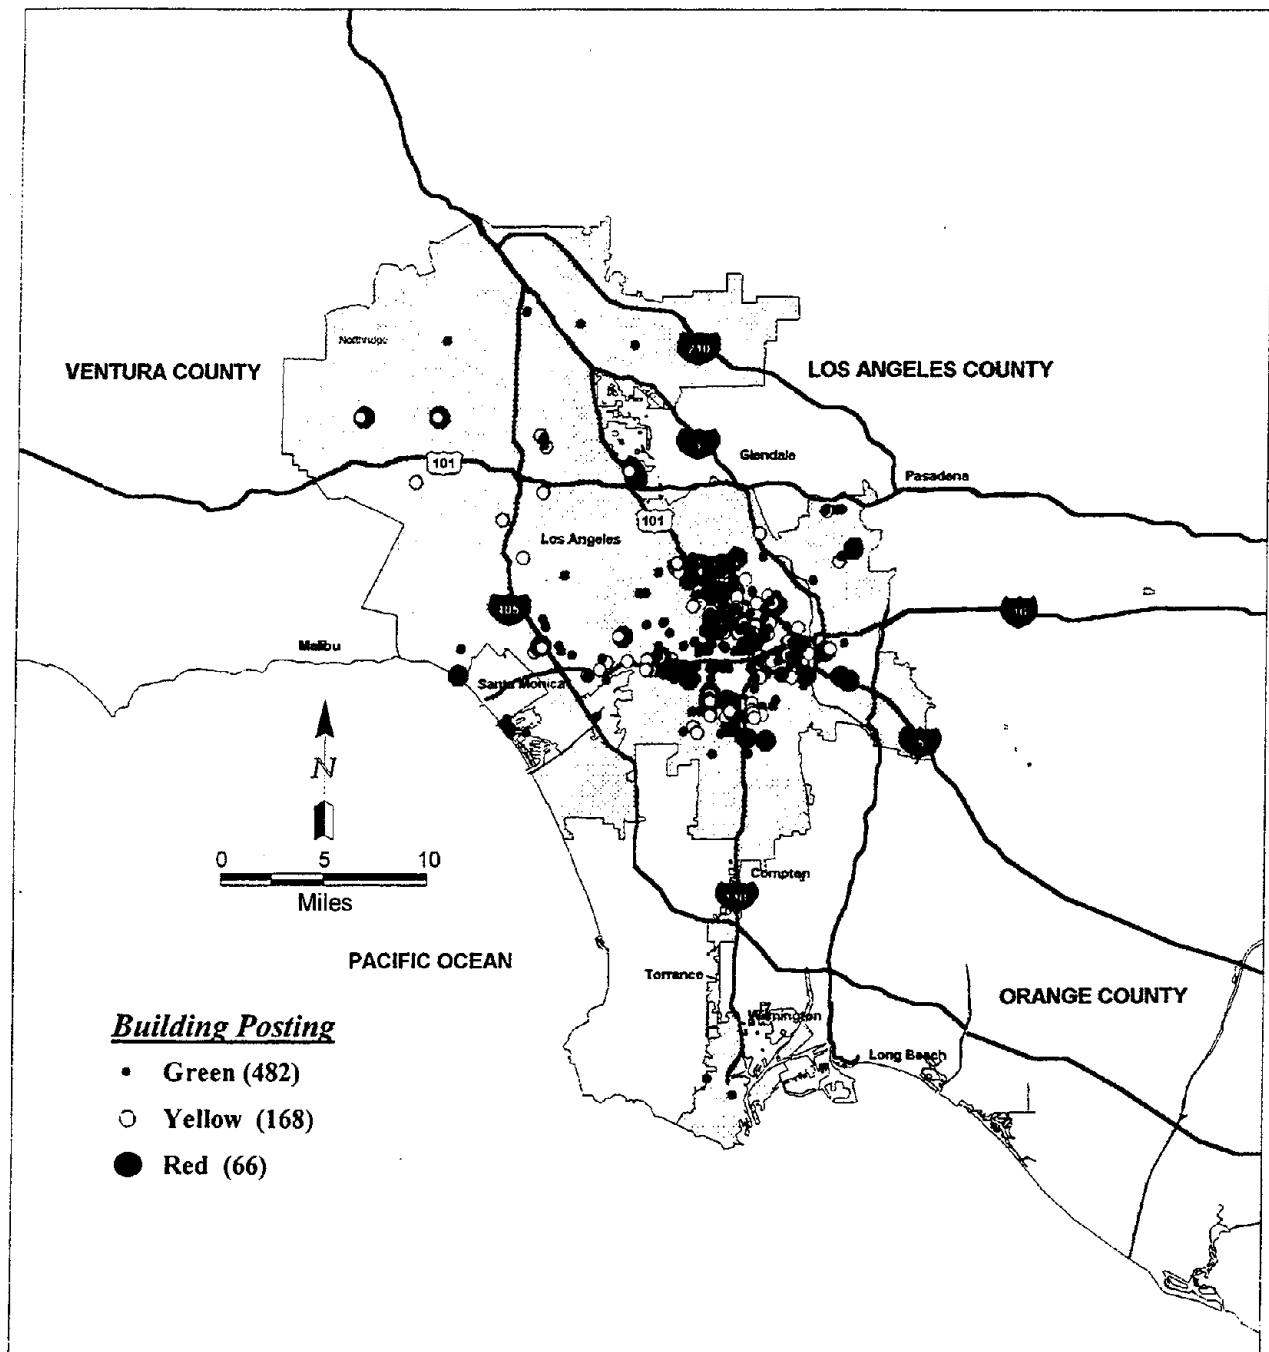 Northridge
VENTURA COUNTY
210
LOS ANGELES COUNTY
5
Glendale
101
Pasadena
101
Los Angeles
405
10
Malibu
Santa Monica
5
N
0 5 10
Miles
Compton
110
PACIFIC OCEAN
Torrance
ORANGE COUNTY
Wilmington
Long Beach
Building Posting
Green (482)
Yellow (168)
Red (66)